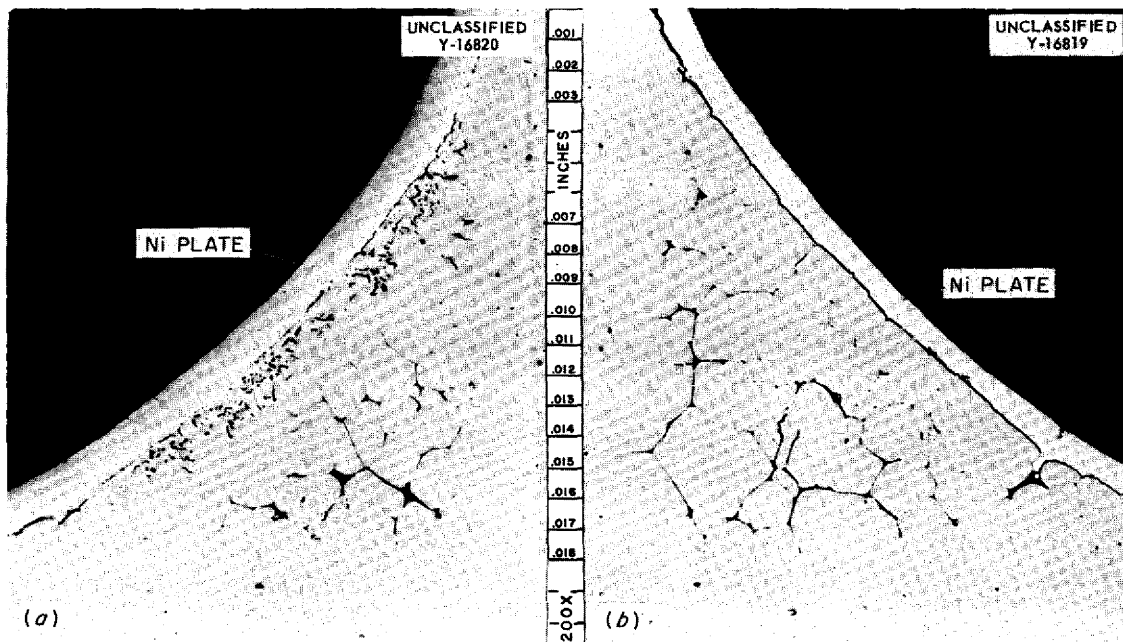 UNCLASSIFIED
Y-16820
Ni PLATE
(a)
.001
.002
.003
INCHES
.007
.008
.009
.010
.011
.012
.013
.014
.015
.016
.017
.018
200X
UNCLASSIFIED
Y-16819
Ni PLATE
(b)